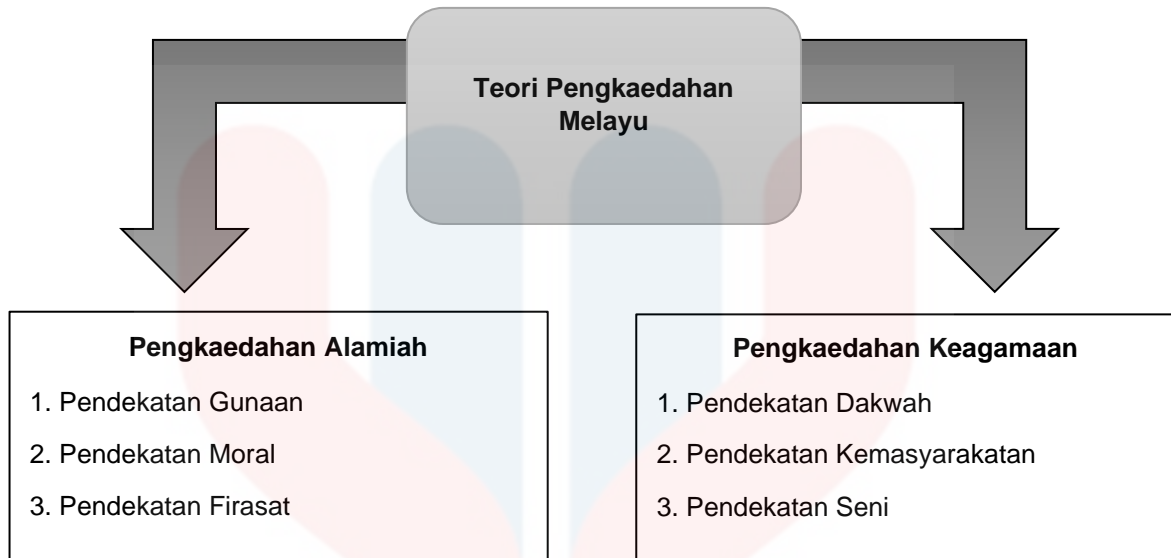 Teori Pengkaedahan
Melayu
Pengkaedahan Alamiah
1. Pendekatan Gunaan
2. Pendekatan Moral
3. Pendekatan Firasat
Pengkaedahan Keagamaan
1. Pendekatan Dakwah
2. Pendekatan Kemasyarakatan
3. Pendekatan Seni